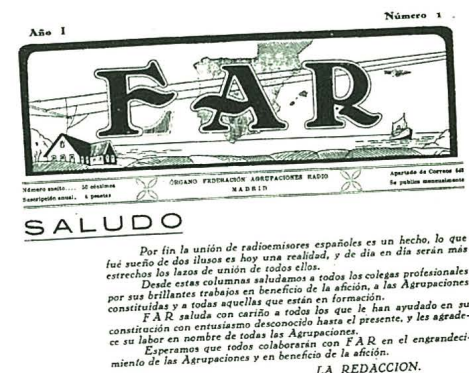 Año I
Número 1
FAR
Número suelto.... 50 céntimos
Suscripción anual, 6 pesetas
ÓRGANO FEDERACIÓN AGRUPACIONES RADIO
MADRID
Apartado de Correos
Se publica mensualmente
SALUDO
Por fin la unión de radioemisores españoles es un hecho, lo que
fué sueño de dos ilusos es hoy una realidad, y de día en día serán más
estrechos los lazos de unión de todos ellos.
Desde estas columnas saludamos a todos los colegas profesionales
por sus brillantes trabajos en beneficio de la afición, a las Agrupaciones
constituídas y a todas aquellas que están en formación.
F A R saluda con cariño a todos los que le han ayudado en su
constitución con entusiasmo desconocido hasta el presente, y les agrade-
ce su labor en nombre de todas las Agrupaciones.
Esperamos que todos colaborarán con F A R en el engrandeci-
miento de las Agrupaciones y en beneficio de la afición.
LA REDACCION.